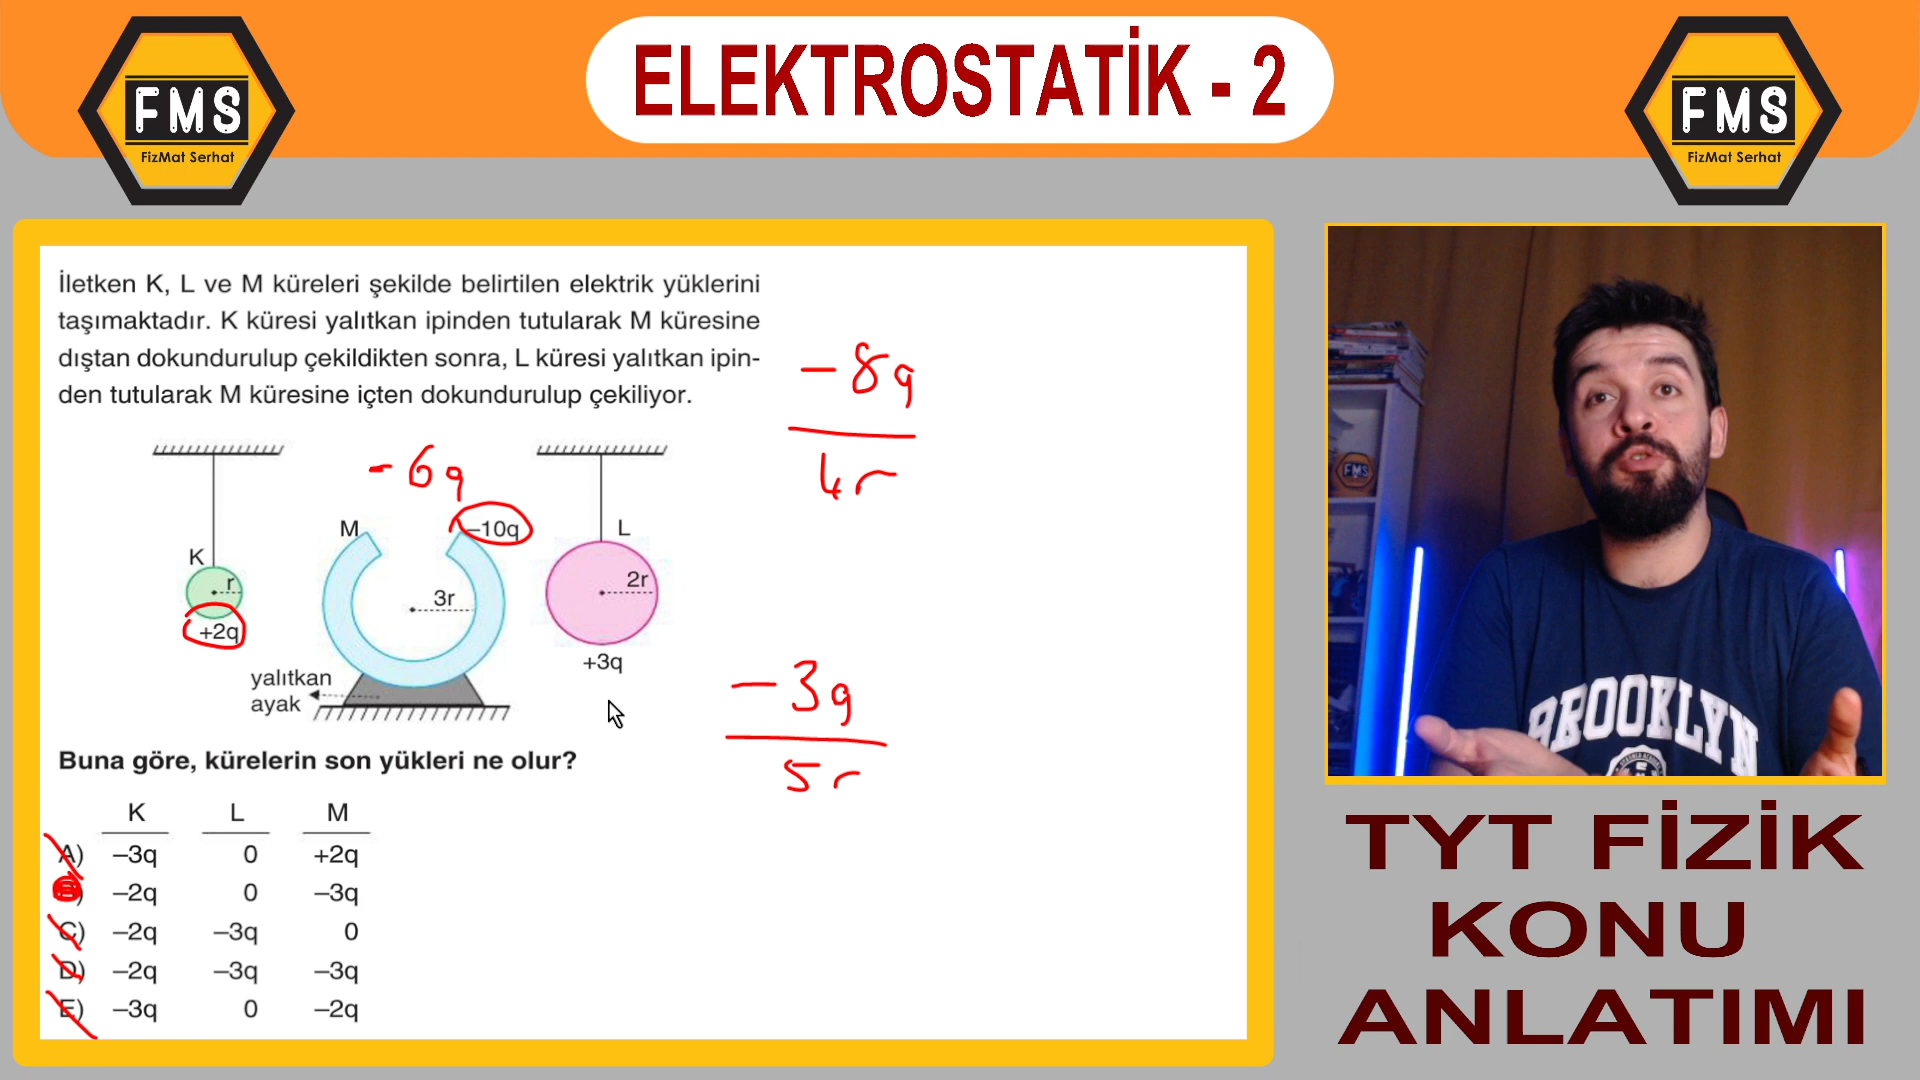 FMS
FizMat Serhat
ELEKTROSTATİK - 2
FMS
FizMat Serhat
İletken K, L ve M küreleri şekilde belirtilen elektrik yüklerini
taşımaktadır. K küresi yalıtkan ipinden tutularak M küresine
dıştan dokundurulup çekildikten sonra, L küresi yalıtkan ipin-
den tutularak M küresine içten dokundurulup çekiliyor.
-8q
4r
-6q
M
–10q
L
K
r
3r
2r
+2q
+3q
yalıtkan
ayak
-3q
5r
Buna göre, kürelerin son yükleri ne olur?
K L M
A) –3q 0 +2q
–2q 0 –3q
C) –2q –3q 0
D) –2q –3q –3q
E) –3q 0 –2q
FMS
BROOKLYN
TYT FİZİK
KONU
ANLATIMI